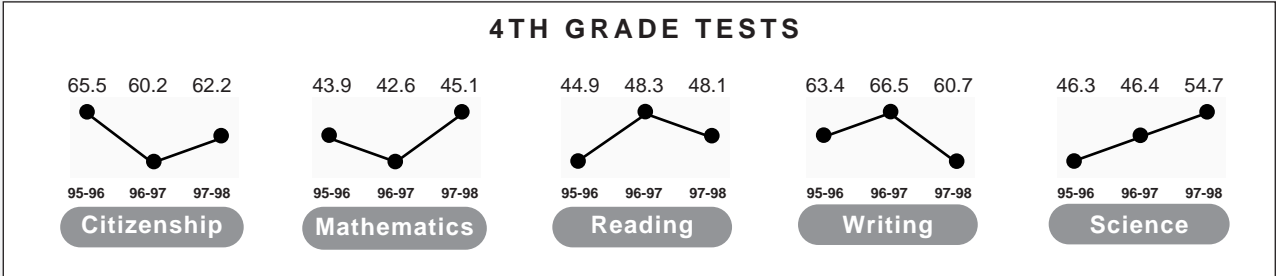 4TH GRADE TESTS
65.5 60.2 62.2
95-96 96-97 97-98
Citizenship
43.9 42.6 45.1
95-96 96-97 97-98
Mathematics
44.9 48.3 48.1
95-96 96-97 97-98
Reading
63.4 66.5 60.7
95-96 96-97 97-98
Writing
46.3 46.4 54.7
95-96 96-97 97-98
Science